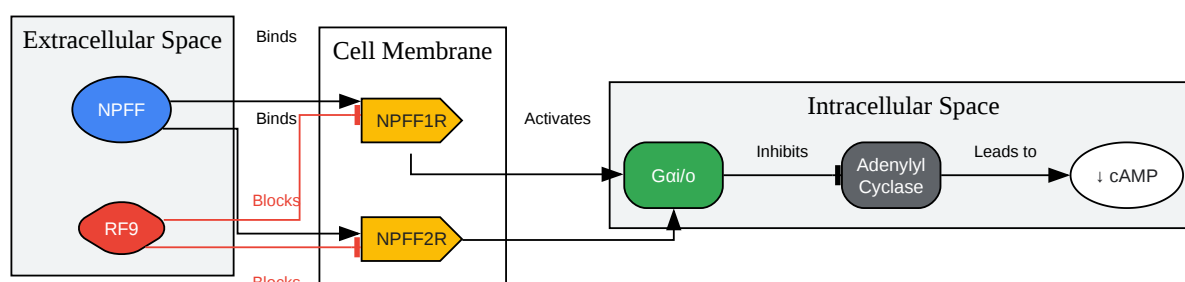 Extracellular Space
Binds
Cell Membrane
NPFF
Binds
NPFF1R
Activates
Intracellular Space
Inhibits
Adenylyl
Cyclase
Leads to
Gαi/o
↓ cAMP
Blocks
RF9
NPFF2R
Blocks